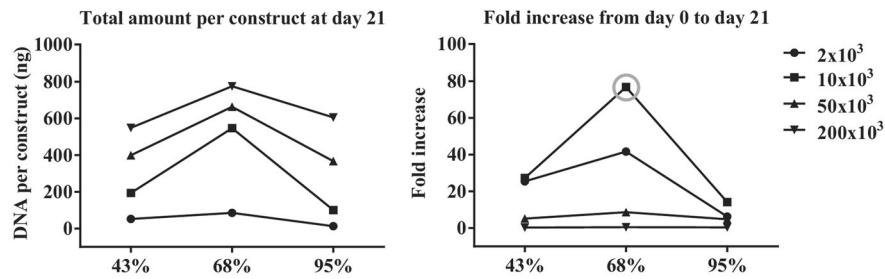 Total amount per construct at day 21
DNA per construct (ng)
1000
800
600
400
200
0
43% 68% 95%
Fold increase from day 0 to day 21
Fold increase
100
80
60
40
20
0
43% 68% 95%
2x10³
10x10³
50x10³
200x10³